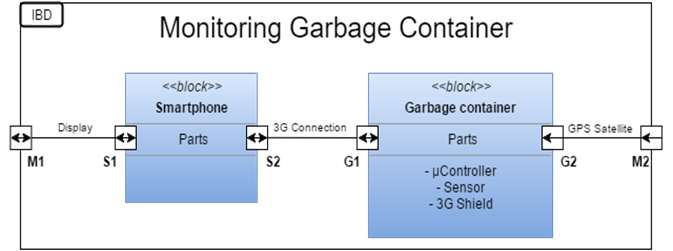 IBD
Monitoring Garbage Container
<<block>>
Smartphone
Parts
<<block>>
Garbage container
Parts
- µController
- Sensor
- 3G Shield
Display
3G Connection
GPS Satellite
M1
S1
S2
G1
G2
M2